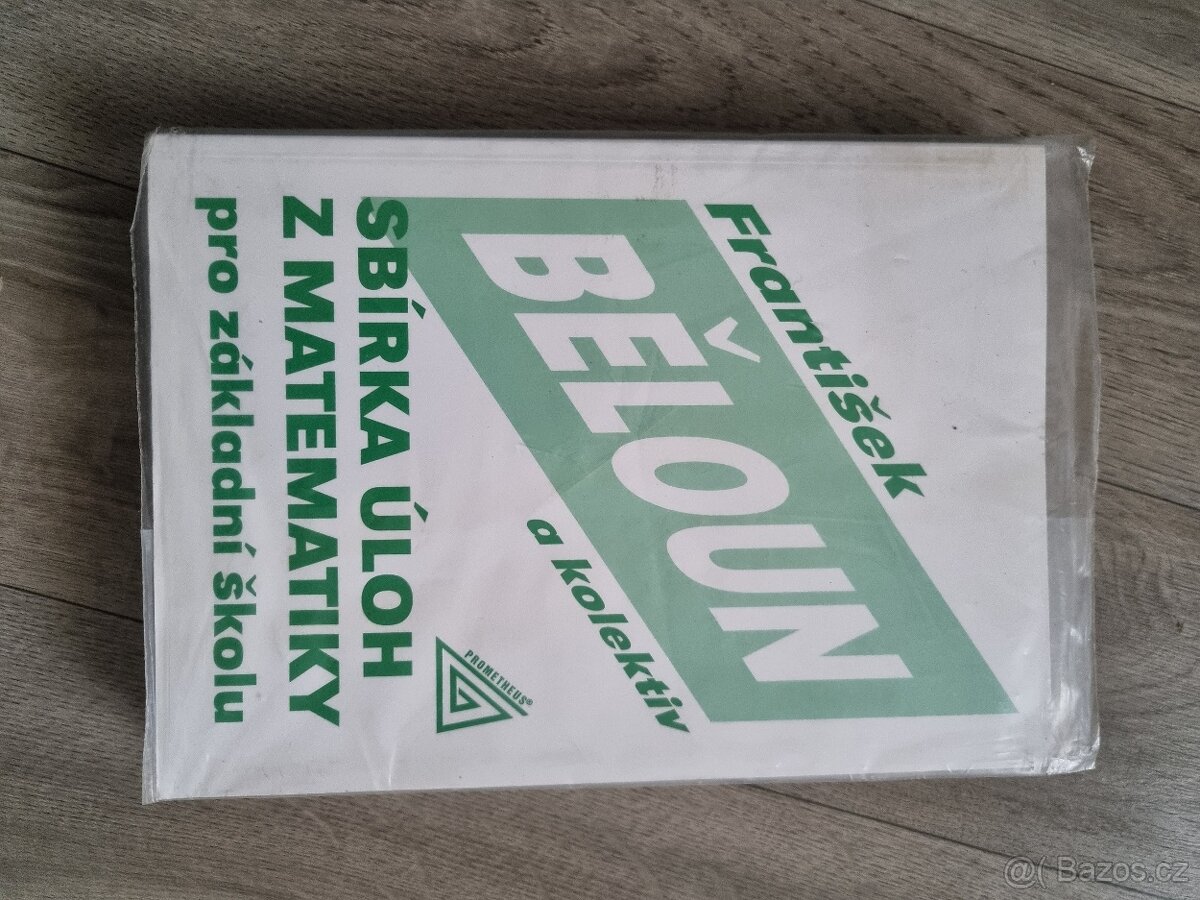 František
BĚLOUN
a kolektiv
PROMETHEUS®
SBÍRKA ÚLOH
Z MATEMATIKY
pro základní školu
@( Bazos.cz